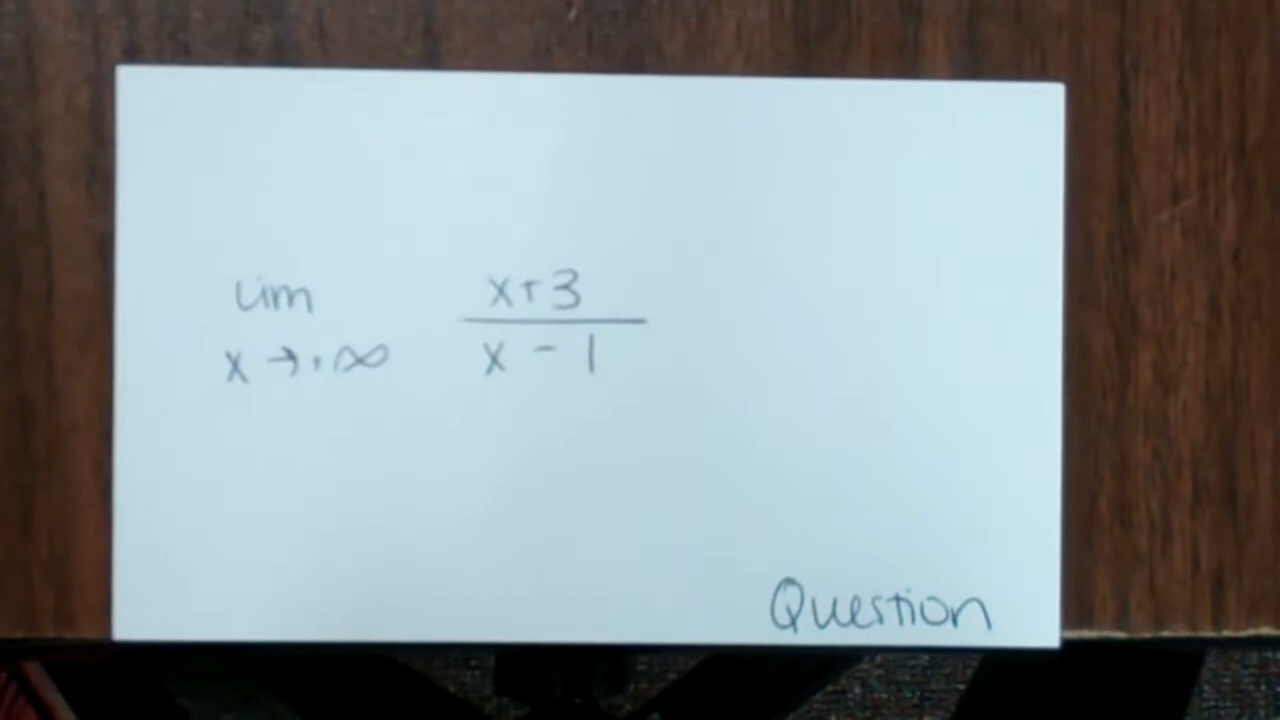 lim x+3
x→+∞ x - 1
Question